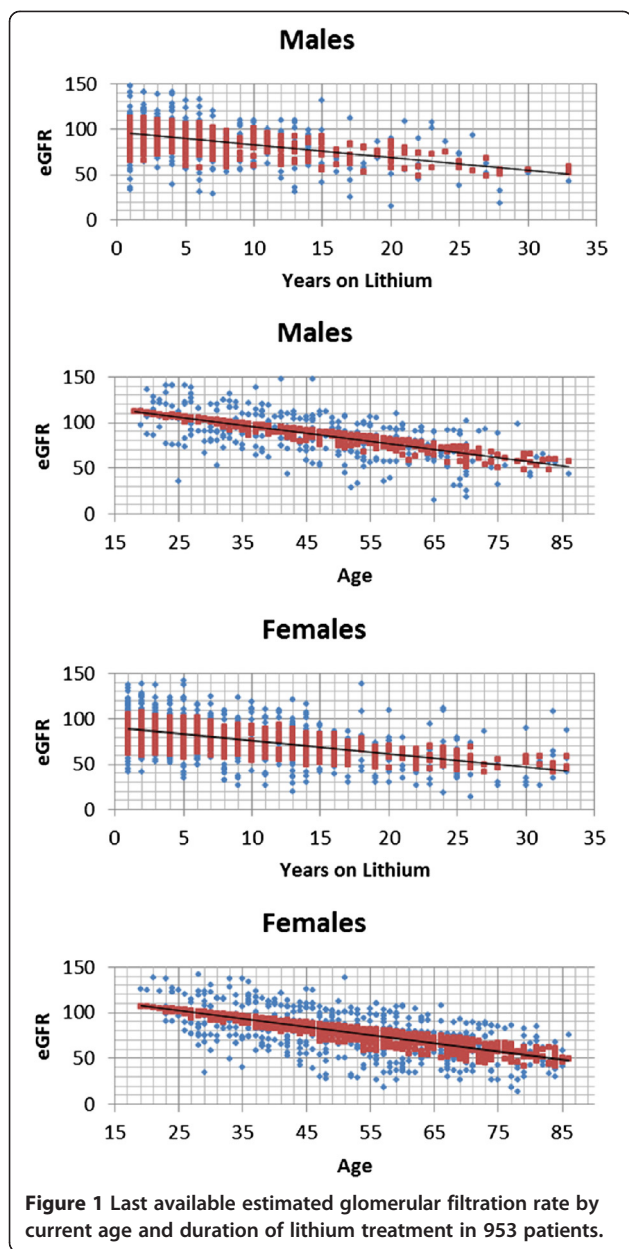 Males
150
100
50
0
eGFR
0 5 10 15 20 25 30 35
Years on Lithium
Males
150
100
50
0
eGFR
15 25 35 45 55 65 75 85
Age
Females
150
100
50
0
eGFR
0 5 10 15 20 25 30 35
Years on Lithium
Females
150
100
50
0
eGFR
15 25 35 45 55 65 75 85
Age
Figure 1 Last available estimated glomerular filtration rate by
current age and duration of lithium treatment in 953 patients.